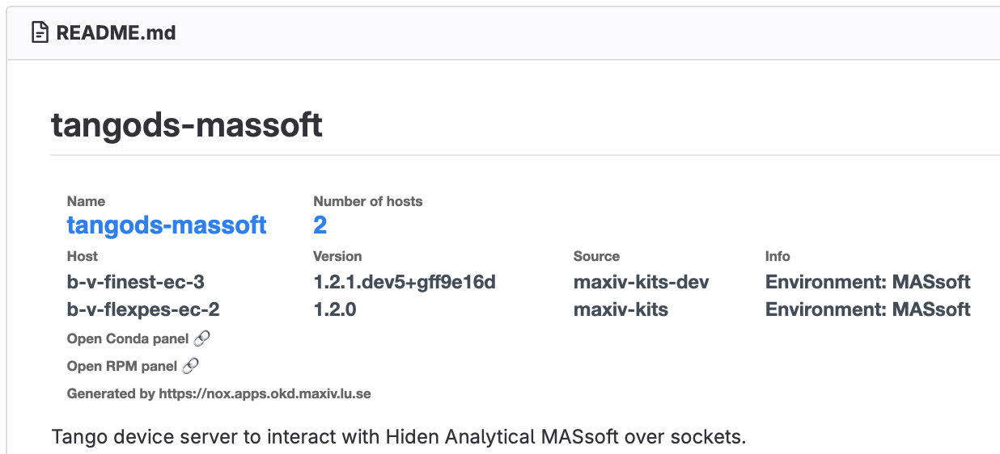 README.md
tangods-massoft
Name Number of hosts
tangods-massoft 2
Host Version Source Info
b-v-finest-ec-3 1.2.1.dev5+gff9e16d maxiv-kits-dev Environment: MASsoft
b-v-flexpes-ec-2 1.2.0 maxiv-kits Environment: MASsoft
Open Conda panel
Open RPM panel
Generated by https://nox.apps.okd.maxiv.lu.se
Tango device server to interact with Hiden Analytical MASsoft over sockets.